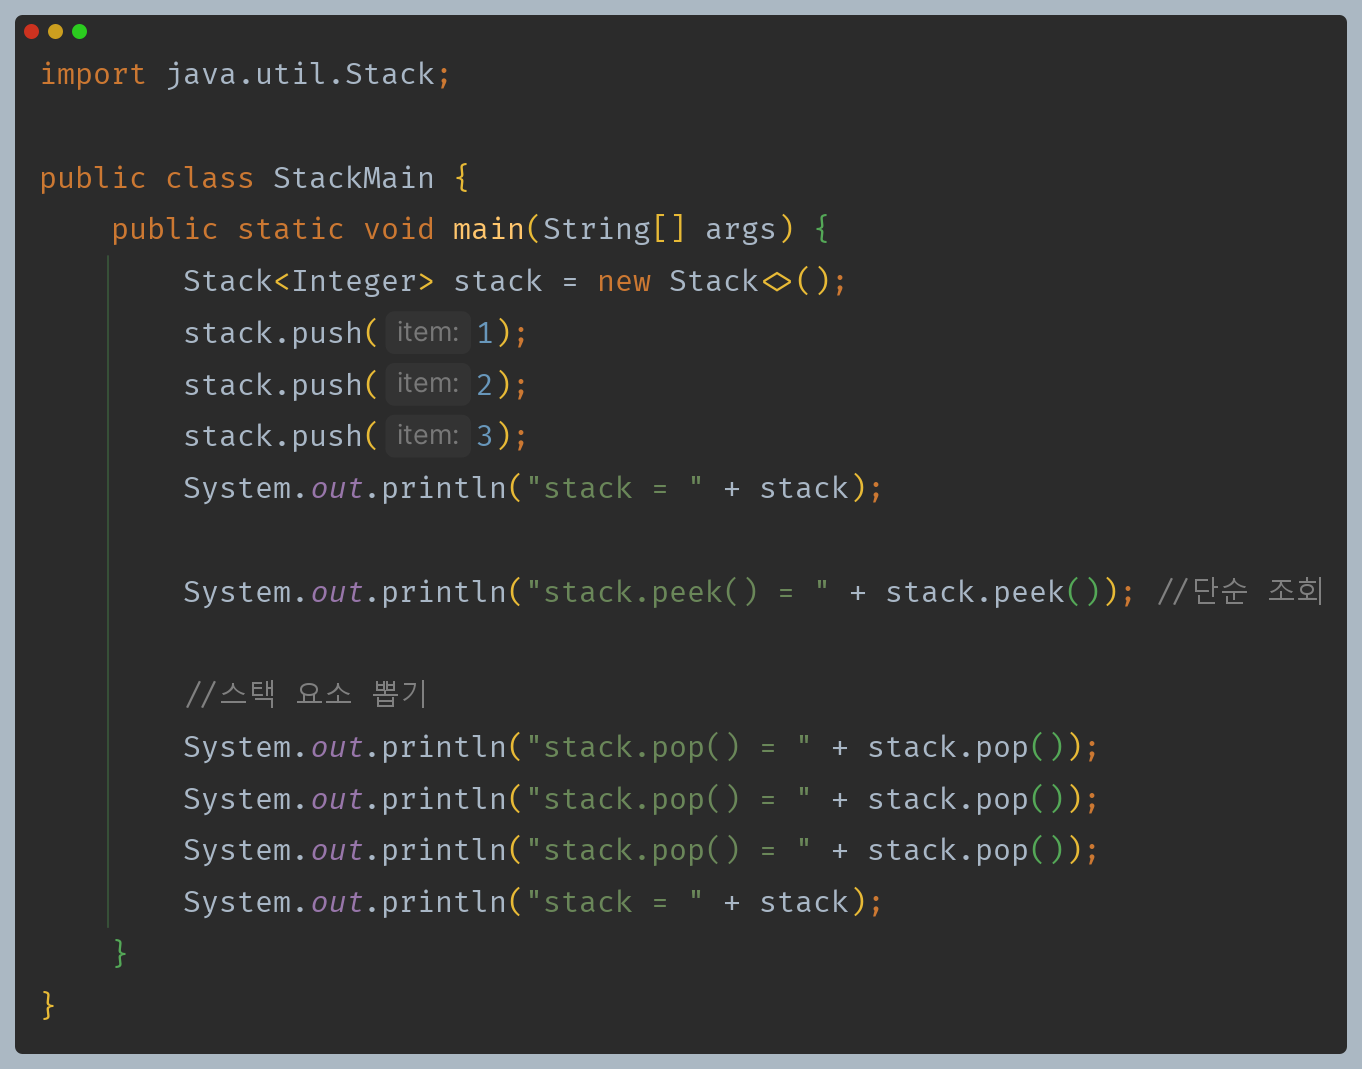 import java.util.Stack;
public class StackMain {
    public static void main(String[] args) {
        Stack<Integer> stack = new Stack<>();
        stack.push( item: 1);
        stack.push( item: 2);
        stack.push( item: 3);
        System.out.println("stack = " + stack);
        System.out.println("stack.peek() = " + stack.peek()); //단순 조회
        //스택 요소 뽑기
        System.out.println("stack.pop() = " + stack.pop());
        System.out.println("stack.pop() = " + stack.pop());
        System.out.println("stack.pop() = " + stack.pop());
        System.out.println("stack = " + stack);
    }
}